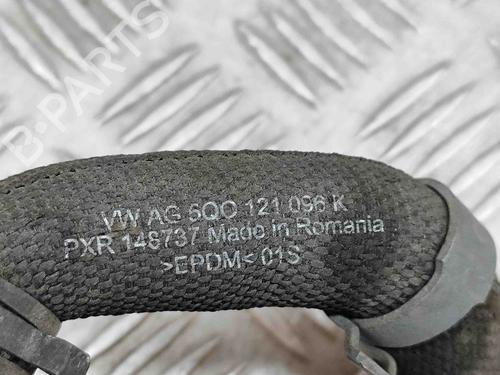 B-PARTS
VW AG 5Q0 121 096 K
PXR 148737 Made in Romania
>EPDM< 01S